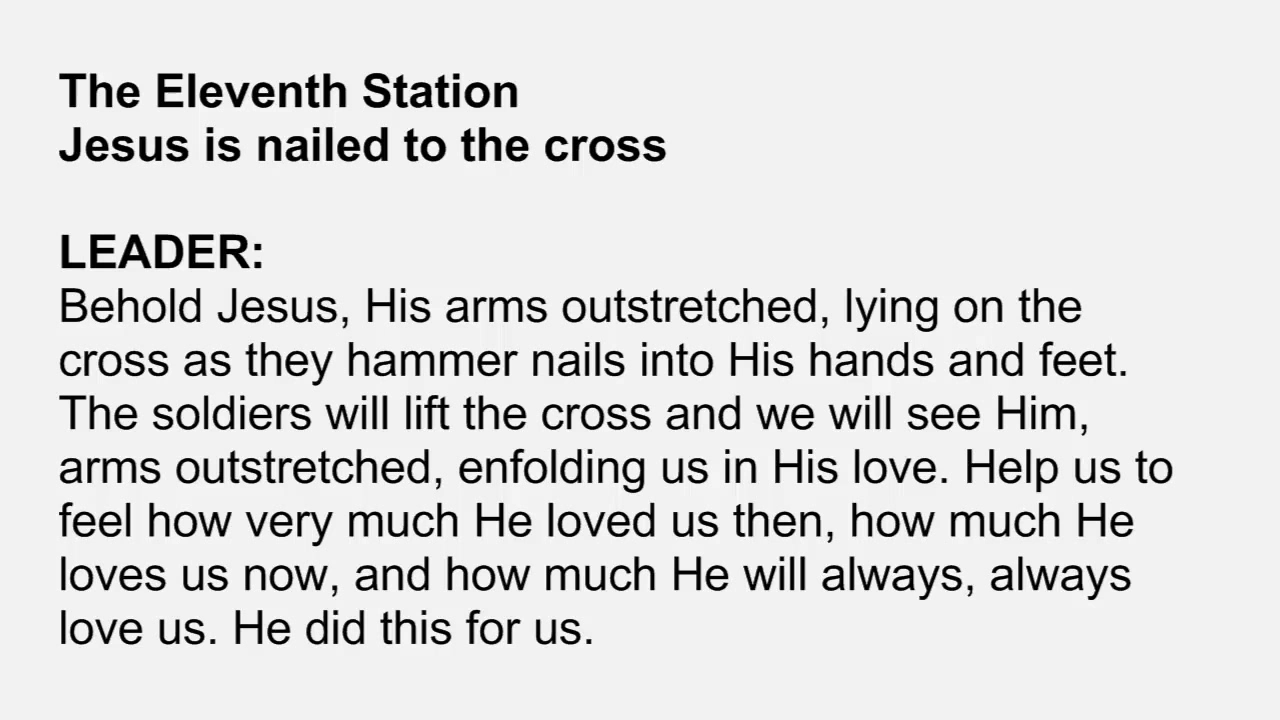 The Eleventh Station
Jesus is nailed to the cross
LEADER:
Behold Jesus, His arms outstretched, lying on the
cross as they hammer nails into His hands and feet.
The soldiers will lift the cross and we will see Him,
arms outstretched, enfolding us in His love. Help us to
feel how very much He loved us then, how much He
loves us now, and how much He will always, always
love us. He did this for us.